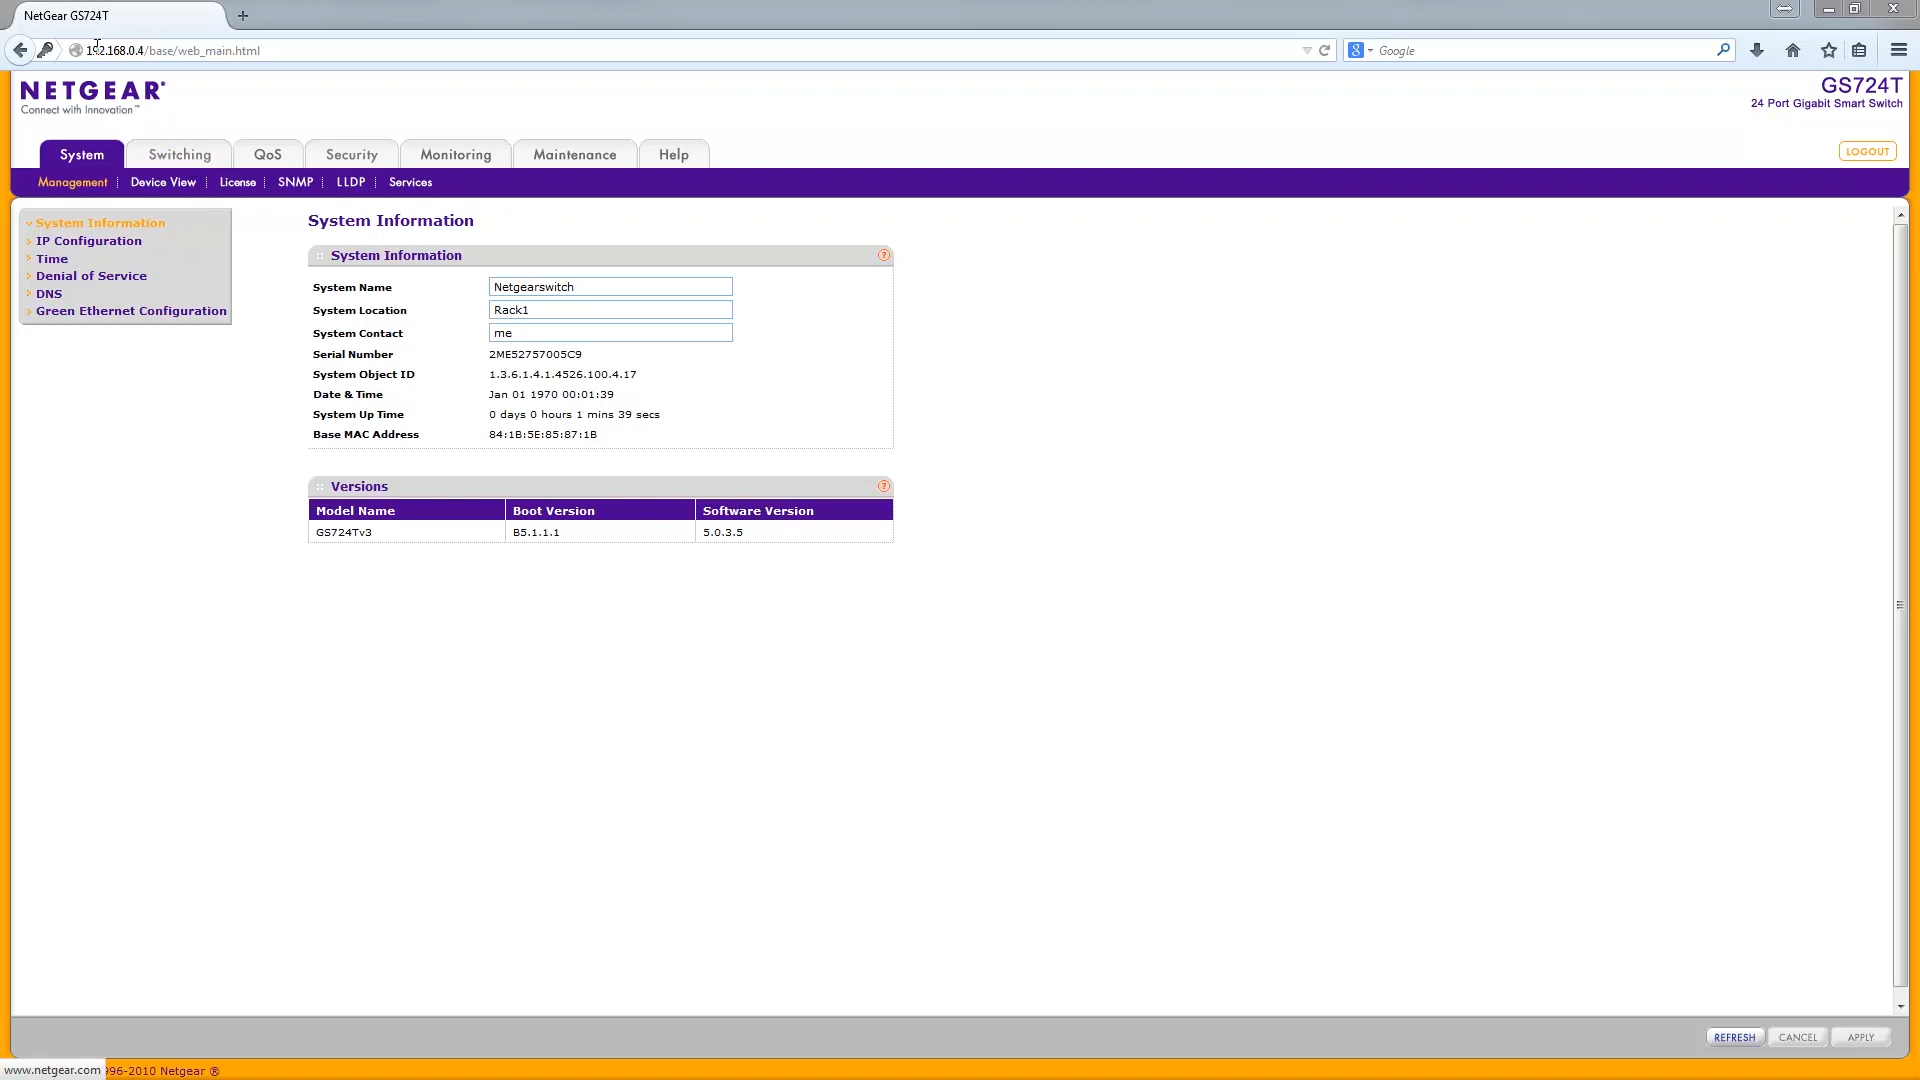 NetGear GS724T
192.168.0.4/base/web_main.html
Google
NETGEAR®
Connect with Innovation™
GS724T
24 Port Gigabit Smart Switch
System Switching QoS Security Monitoring Maintenance Help
LOGOUT
Management Device View License SNMP LLDP Services
System Information
IP Configuration
Time
Denial of Service
DNS
Green Ethernet Configuration
System Information
System Information
System Name Netgearswitch
System Location Rack1
System Contact me
Serial Number 2ME52757005C9
System Object ID 1.3.6.1.4.1.4526.100.4.17
Date & Time Jan 01 1970 00:01:39
System Up Time 0 days 0 hours 1 mins 39 secs
Base MAC Address 84:1B:5E:85:87:1B
Versions
Model Name Boot Version Software Version
GS724Tv3 B5.1.1.1 5.0.3.5
REFRESH CANCEL APPLY
www.netgear.com 996-2010 Netgear ®